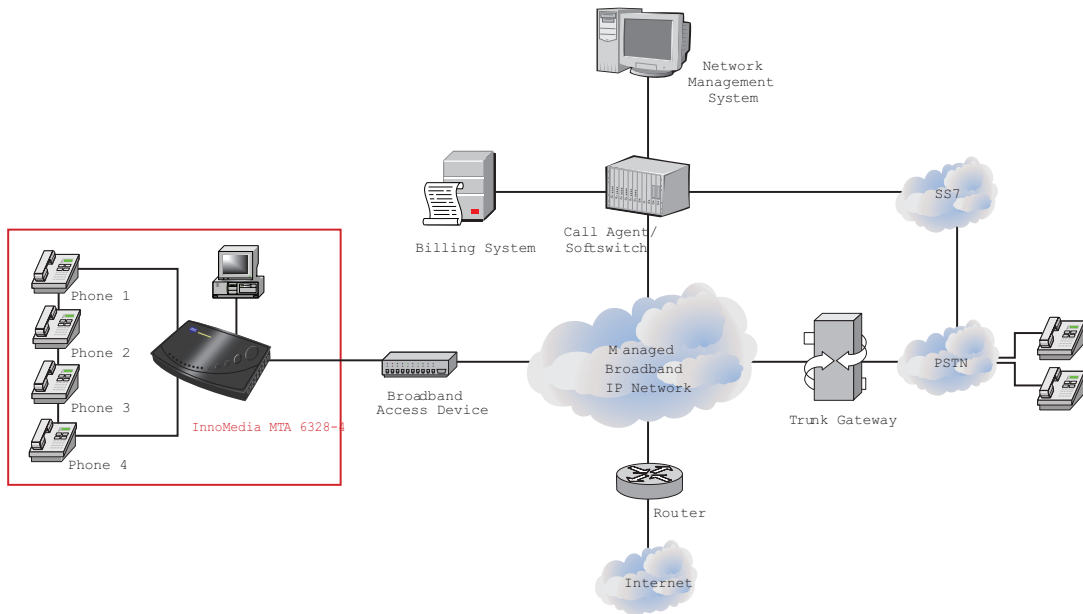 Network
Management
System
SS7
Call Agent/
Softswitch
Billing System
Phone 1
Phone 2
Phone 3
Phone 4
InnoMedia MTA 6328-4
Broadband
Access Device
Managed
Broadband
IP Network
Trunk Gateway
PSTN
Router
Internet